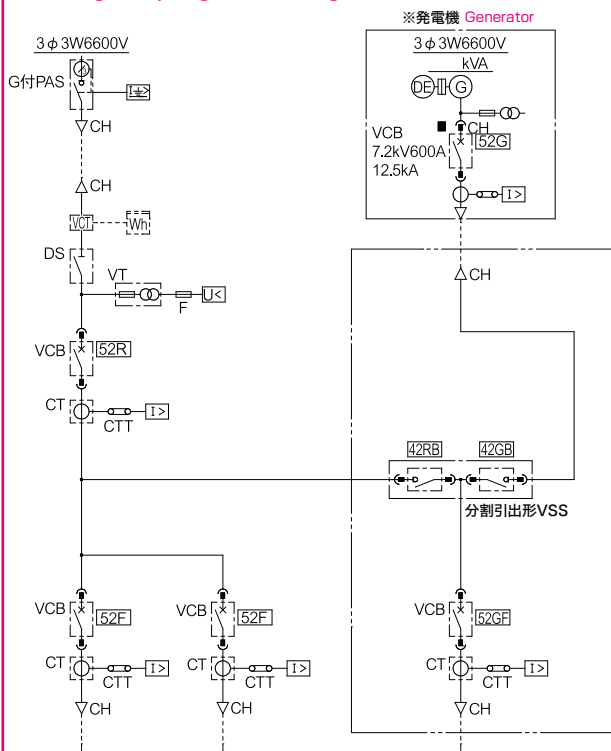 ※発電機 Generator
3φ3W6600V
3φ3W6600V
kVA
G付PAS
I⏚>
DE
G
CH
CH
VCB
7.2kV600A
12.5kA
52G
I>
CH
VCT
Wh
DS
VT
F
U<
CH
VCB
52R
CT
CTT
I>
42RB
42GB
分割引出形VSS
VCB
52F
VCB
52F
VCB
52GF
CT
CTT
I>
CT
CTT
I>
CT
CTT
I>
CH
CH
CH